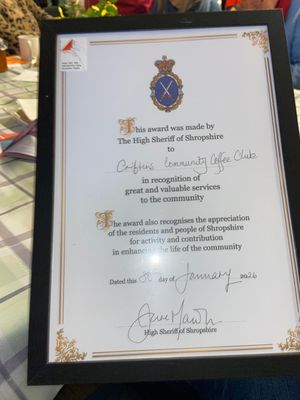 This award was made by
The High Sheriff of Shropshire
to
Crafters Community Coffee Club
in recognition of
great and valuable services
to the community
The award also recognises the appreciation
of the residents and people of Shropshire
for activity and contribution
in enhancing the life of the community
Dated this 30th day of January 2026
High Sheriff of Shropshire